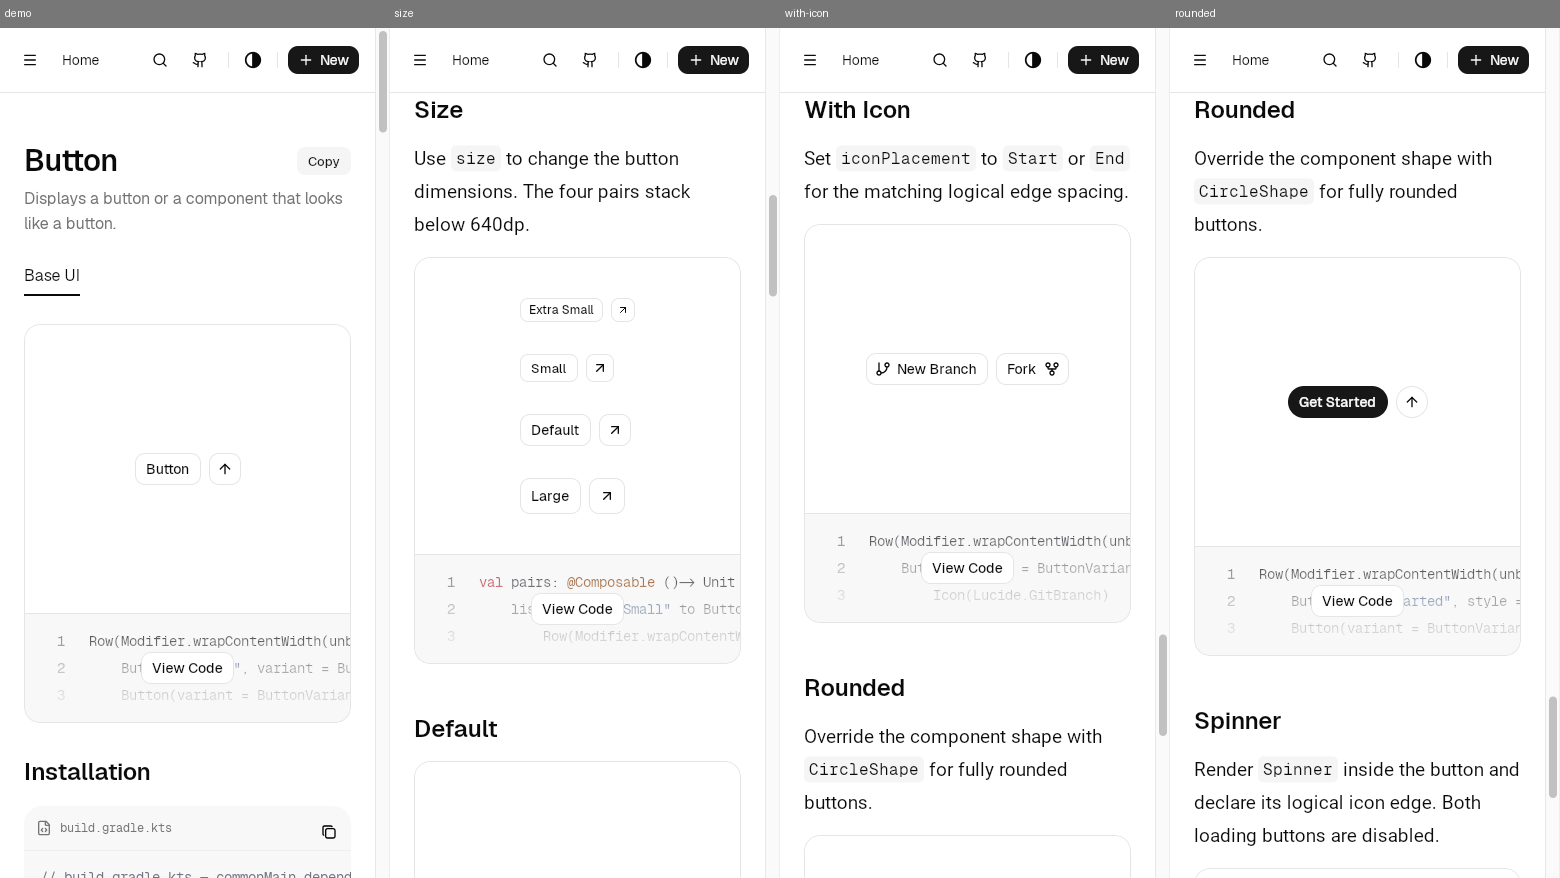 demo
Home
New
Button
Copy
Displays a button or a component that looks
like a button.
Base UI
Button
1 Row(Modifier.wrapContentWidth(unb
2 But ", variant = Bu
View Code
3 Button(variant = ButtonVarian
Installation
build.gradle.kts
// build.gradle.kts — commonMain depend
size
Home
New
Size
Use size to change the button
dimensions. The four pairs stack
below 640dp.
Extra Small
Small
Default
Large
1 val pairs: @Composable ()→ Unit
2 lis Small" to Butto
View Code
3 Row(Modifier.wrapContentW
Default
with-icon
Home
New
With Icon
Set iconPlacement to Start or End
for the matching logical edge spacing.
New Branch
Fork
1 Row(Modifier.wrapContentWidth(unb
2 But = ButtonVarian
View Code
3 Icon(Lucide.GitBranch)
Rounded
Override the component shape with
CircleShape for fully rounded
buttons.
rounded
Home
New
Rounded
Override the component shape with
CircleShape for fully rounded
buttons.
Get Started
1 Row(Modifier.wrapContentWidth(unb
2 But arted", style =
View Code
3 Button(variant = ButtonVarian
Spinner
Render Spinner inside the button and
declare its logical icon edge. Both
loading buttons are disabled.